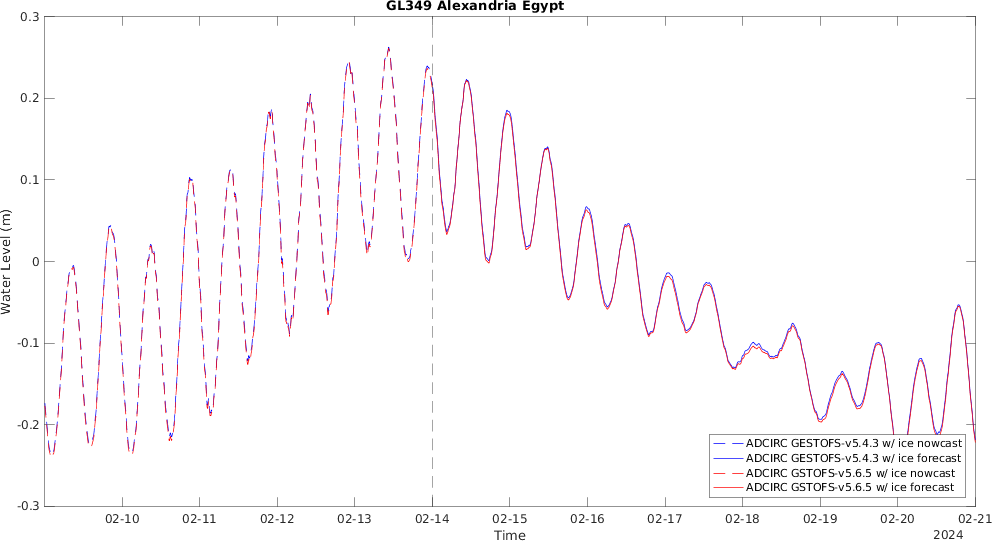 GL349 Alexandria Egypt
0.3
0.2
0.1
0
-0.1
-0.2
-0.3
Water Level (m)
ADCIRC GESTOFS-v5.4.3 w/ ice nowcast
ADCIRC GESTOFS-v5.4.3 w/ ice forecast
ADCIRC GSTOFS-v5.6.5 w/ ice nowcast
ADCIRC GSTOFS-v5.6.5 w/ ice forecast
02-10 02-11 02-12 02-13 02-14 02-15 02-16 02-17 02-18 02-19 02-20 02-21
Time
2024